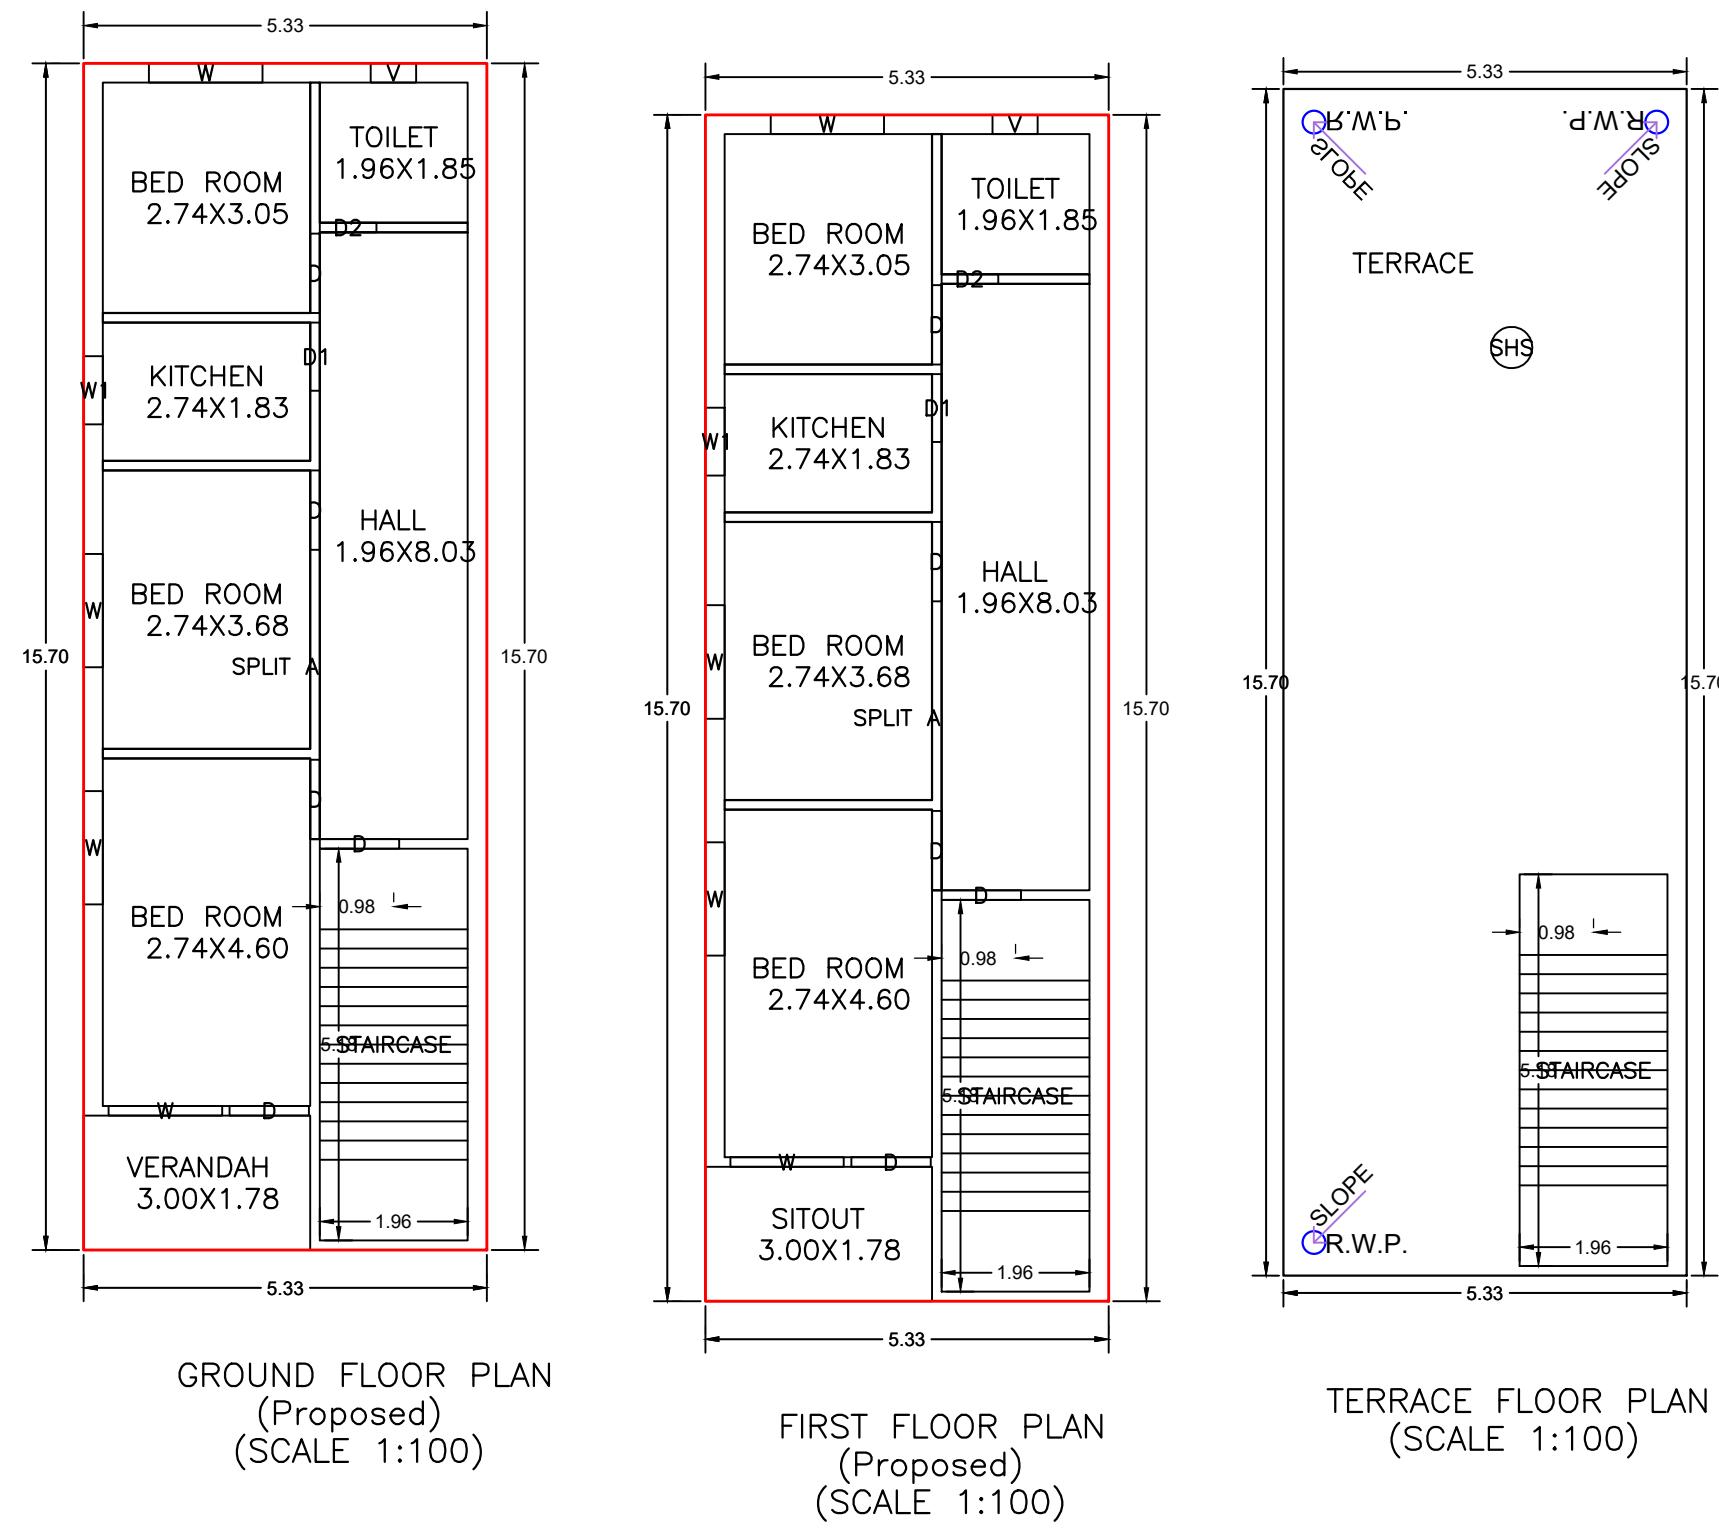 5.33
W
V
TOILET
1.96X1.85
BED ROOM
2.74X3.05
D2
D
D1
KITCHEN
2.74X1.83
W1
D
HALL
1.96X8.03
BED ROOM
2.74X3.68
W
SPLIT A
15.70
15.70
D
W
D
0.98
BED ROOM
2.74X4.60
STAIRCASE
W
D
VERANDAH
3.00X1.78
1.96
5.33
GROUND FLOOR PLAN
(Proposed)
(SCALE 1:100)
5.33
W
V
TOILET
1.96X1.85
BED ROOM
2.74X3.05
D2
D
D1
KITCHEN
2.74X1.83
W1
D
HALL
1.96X8.03
BED ROOM
2.74X3.68
W
SPLIT A
15.70
15.70
D
W
D
0.98
BED ROOM
2.74X4.60
STAIRCASE
W
D
SITOUT
3.00X1.78
1.96
5.33
FIRST FLOOR PLAN
(Proposed)
(SCALE 1:100)
5.33
R.W.P.
R.W.P.
SLOPE
SLOPE
TERRACE
SHS
15.70
15.70
0.98
STAIRCASE
SLOPE
R.W.P.
1.96
5.33
TERRACE FLOOR PLAN
(SCALE 1:100)